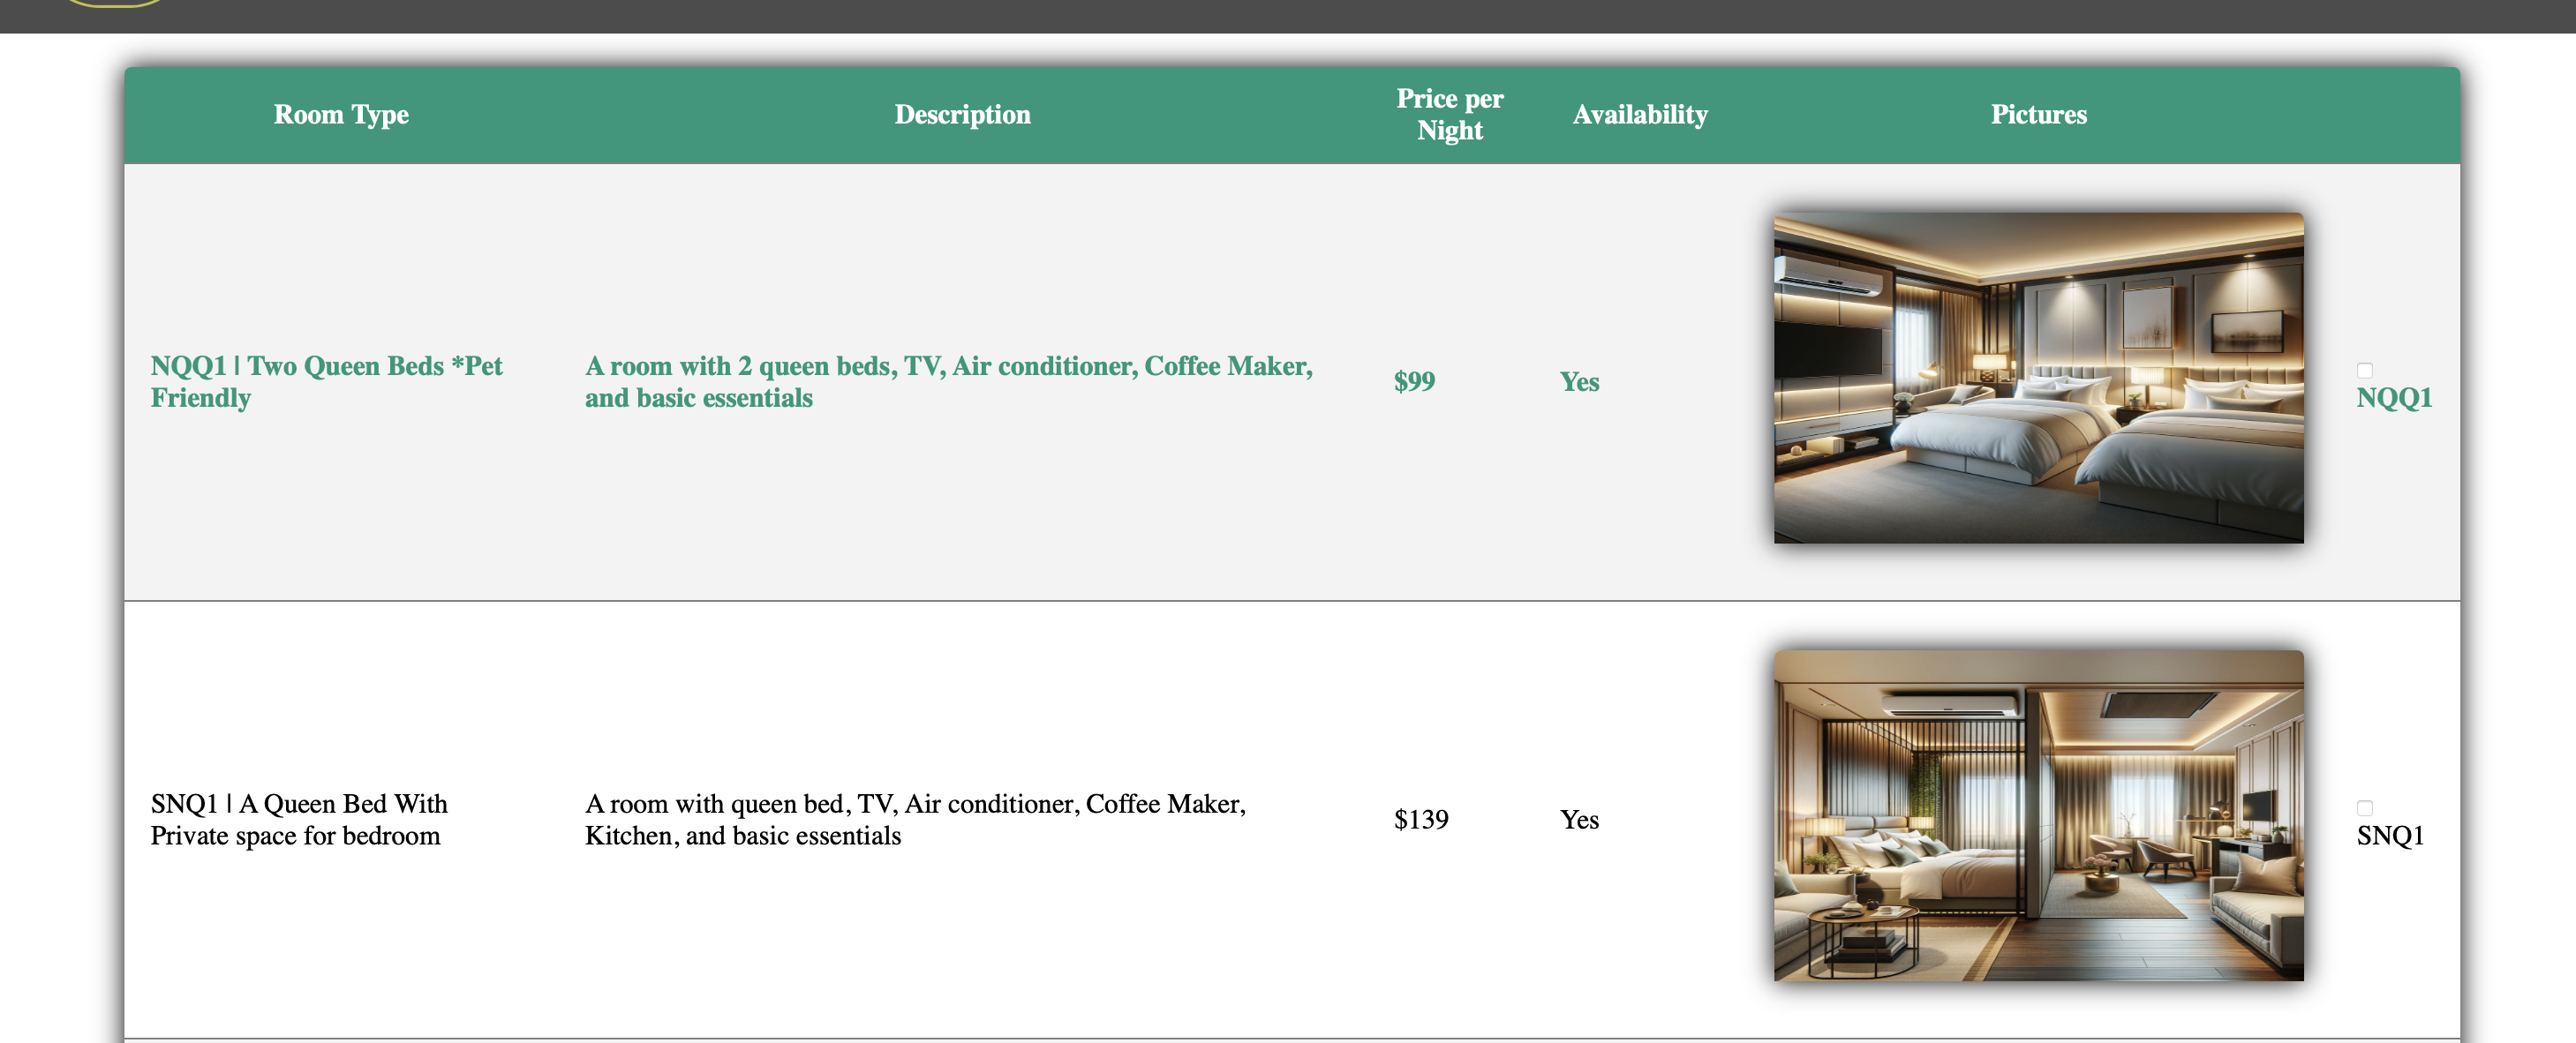 Room Type
Description
Price per
Night
Availability
Pictures
NQQ1 | Two Queen Beds *Pet
Friendly
A room with 2 queen beds, TV, Air conditioner, Coffee Maker,
and basic essentials
$99
Yes
NQQ1
SNQ1 | A Queen Bed With
Private space for bedroom
A room with queen bed, TV, Air conditioner, Coffee Maker,
Kitchen, and basic essentials
$139
Yes
SNQ1